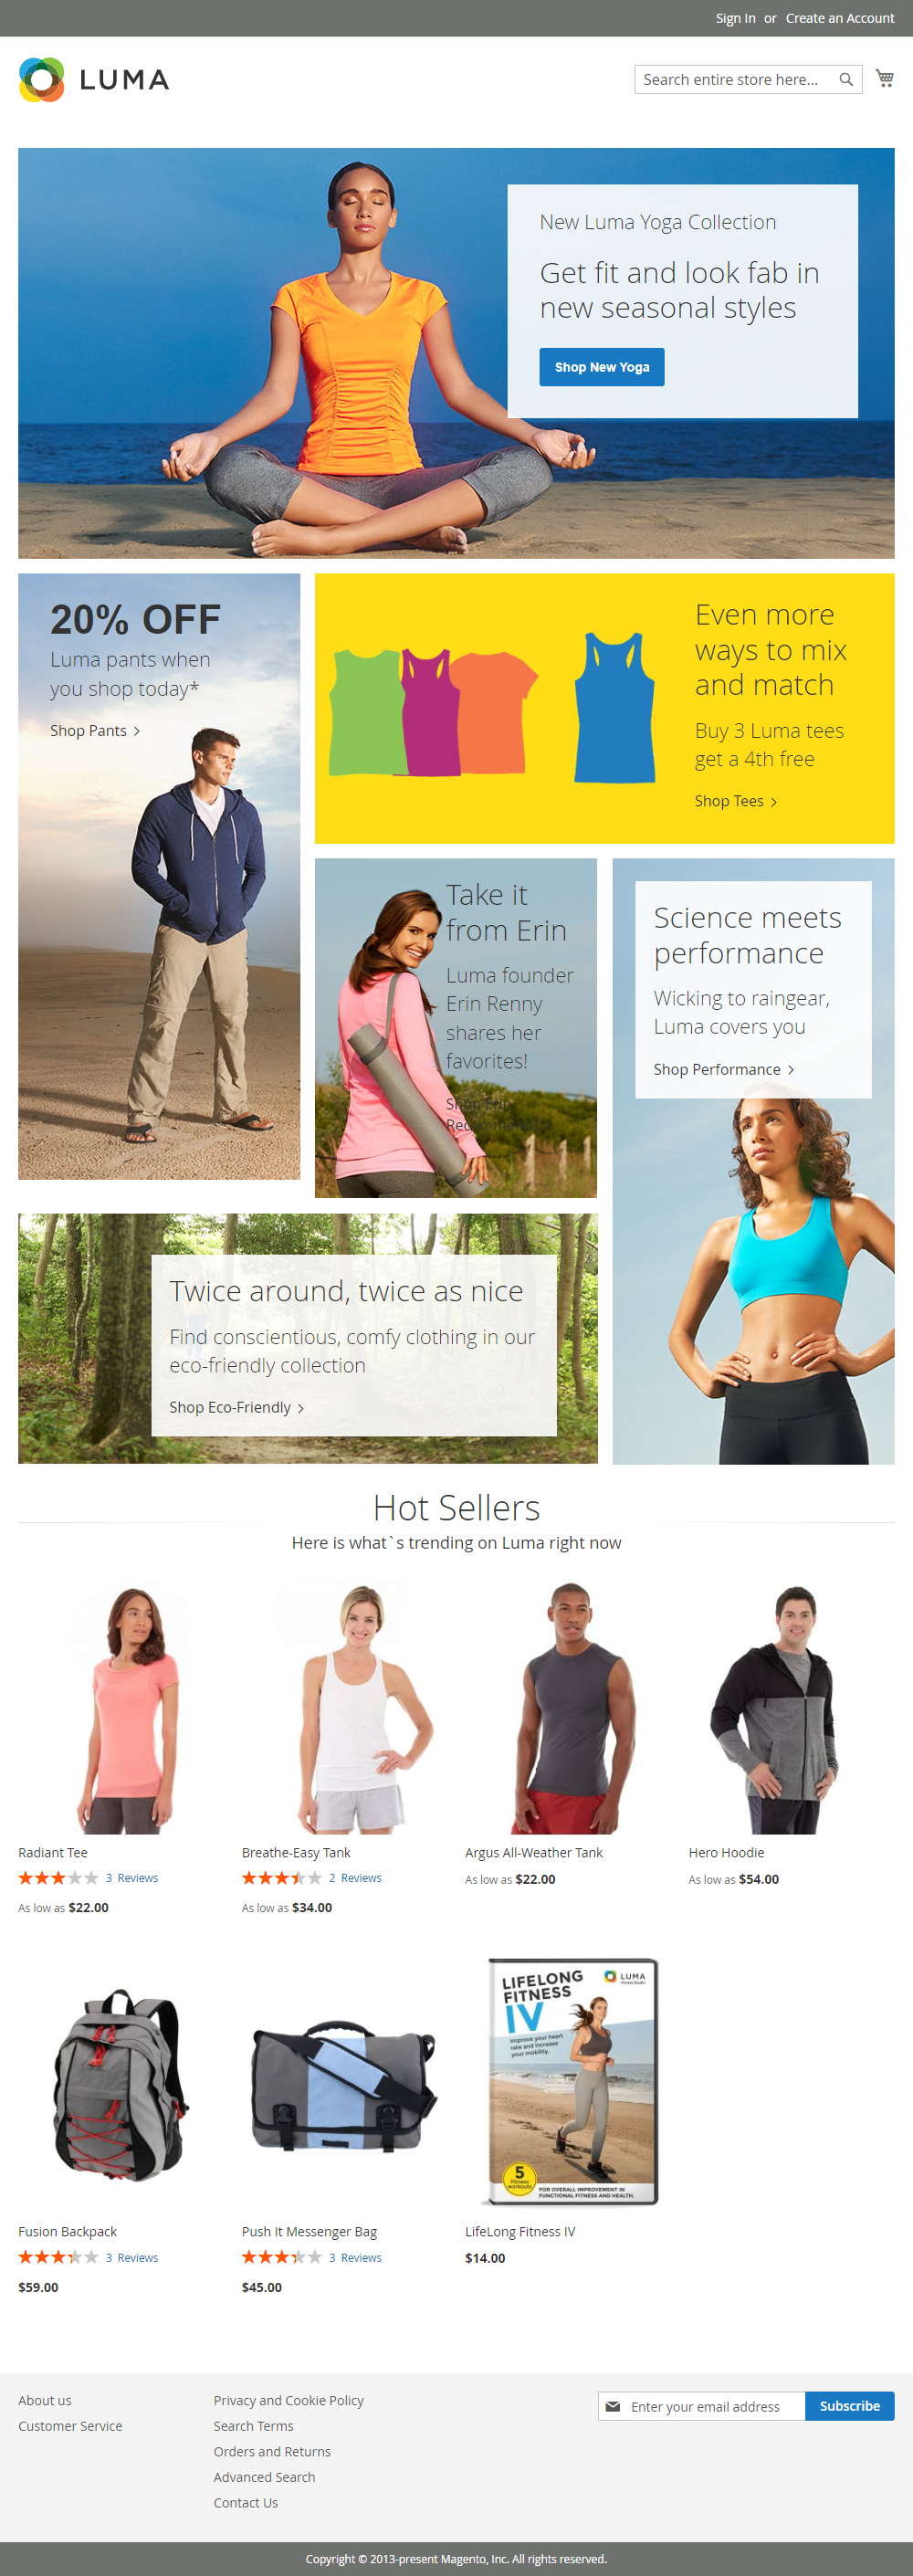 Sign In or Create an Account
LUMA
Search entire store here...
New Luma Yoga Collection
Get fit and look fab in
new seasonal styles
Shop New Yoga
20% OFF
Luma pants when
you shop today*
Shop Pants
Even more
ways to mix
and match
Buy 3 Luma tees
get a 4th free
Shop Tees
Take it
from Erin
Luma founder
Erin Renny
shares her
favorites!
Shop Erin
Science meets
performance
Wicking to raingear,
Luma covers you
Shop Performance
Twice around, twice as nice
Find conscientious, comfy clothing in our
eco-friendly collection
Shop Eco-Friendly
Hot Sellers
Here is what`s trending on Luma right now
Radiant Tee
3 Reviews
As low as $22.00
Breathe-Easy Tank
2 Reviews
As low as $34.00
Argus All-Weather Tank
As low as $22.00
Hero Hoodie
As low as $54.00
Fusion Backpack
3 Reviews
$59.00
Push It Messenger Bag
3 Reviews
$45.00
LIFELONG
FITNESS
IV
LUMA
Improve your heart
rate and increase
your mobility.
5
Fitness
workouts
FOR OVERALL IMPROVEMENT IN
FUNCTIONAL FITNESS AND HEALTH.
LifeLong Fitness IV
$14.00
About us
Customer Service
Privacy and Cookie Policy
Search Terms
Orders and Returns
Advanced Search
Contact Us
Enter your email address
Subscribe
Copyright © 2013-present Magento, Inc. All rights reserved.